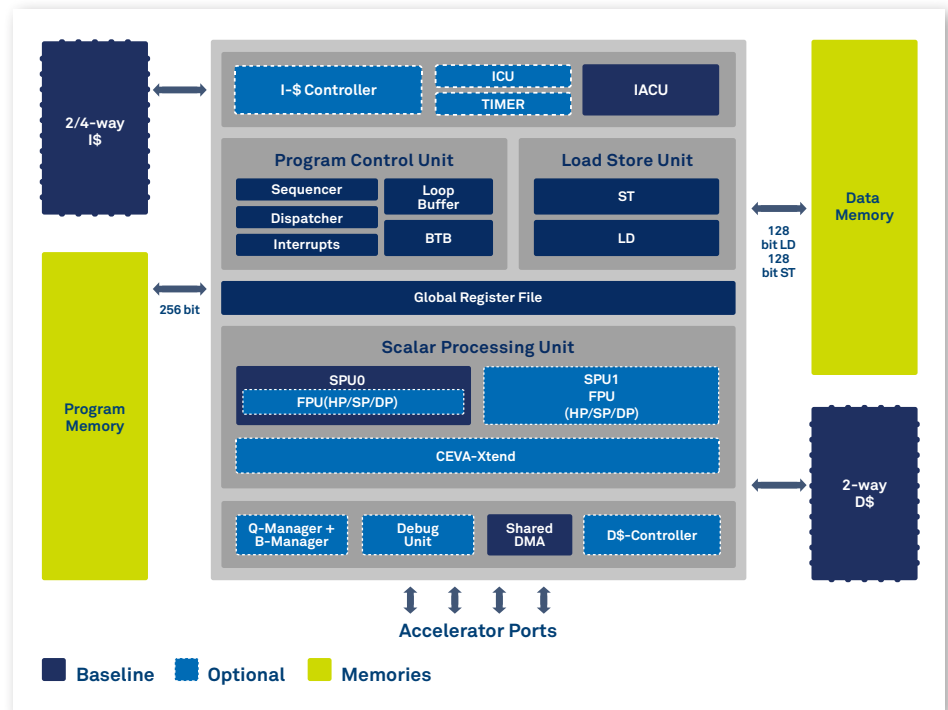 2/4-way
I$
I-$ Controller
ICU
TIMER
IACU
Program Control Unit
Sequencer
Dispatcher
Interrupts
Loop
Buffer
BTB
Load Store Unit
ST
LD
Data
Memory
128
bit LD
128
bit ST
256 bit
Program
Memory
Global Register File
Scalar Processing Unit
SPU0
FPU(HP/SP/DP)
SPU1
FPU
(HP/SP/DP)
CEVA-Xtend
2-way
D$
Q-Manager +
B-Manager
Debug
Unit
Shared
DMA
D$-Controller
Accelerator Ports
Baseline
Optional
Memories